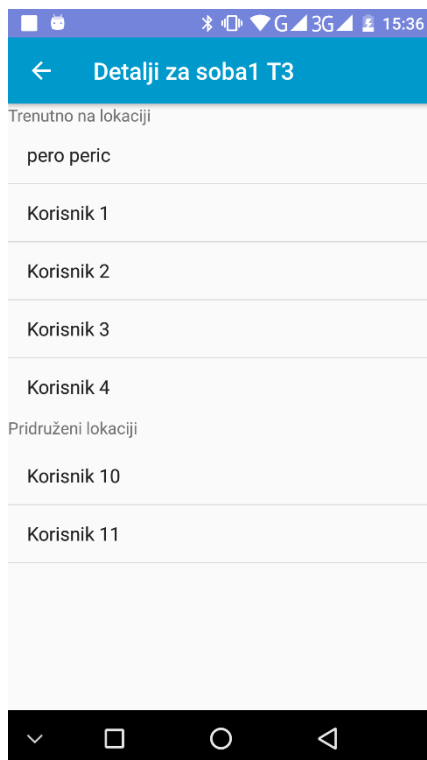 G 3G 15:36
Detalji za soba1 T3
Trenutno na lokaciji
pero peric
Korisnik 1
Korisnik 2
Korisnik 3
Korisnik 4
Pridruženi lokaciji
Korisnik 10
Korisnik 11